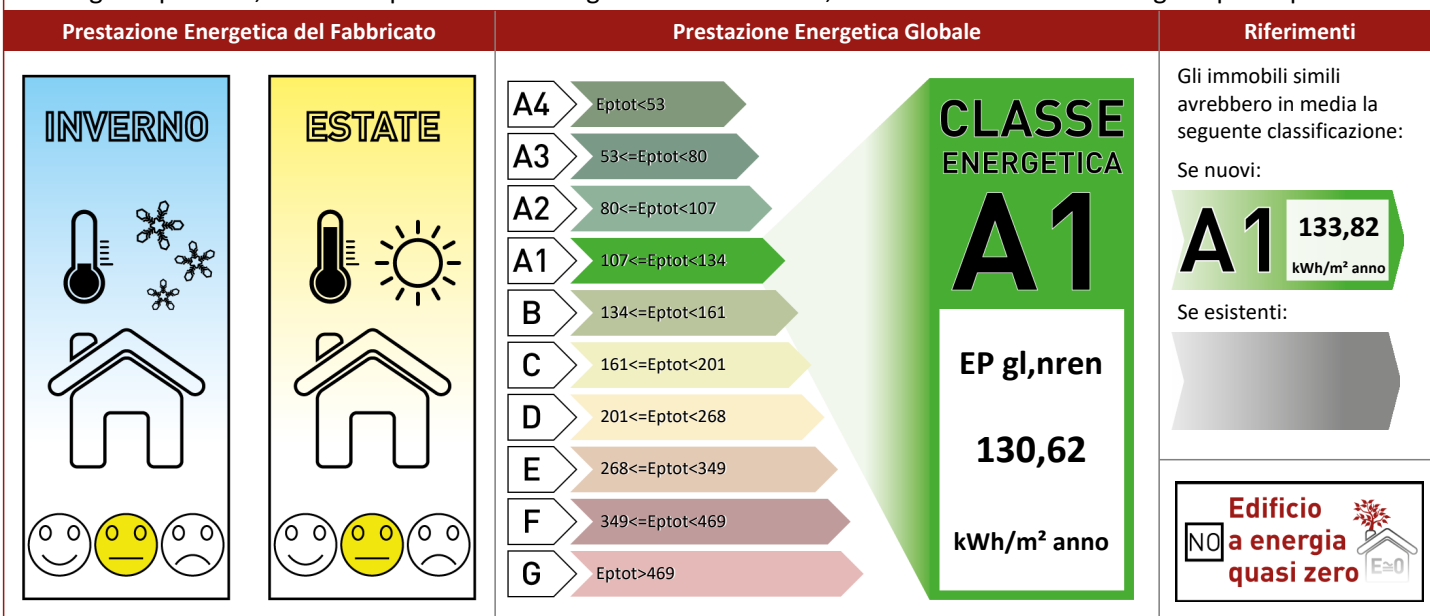 Prestazione Energetica del Fabbricato
Prestazione Energetica Globale
Riferimenti
INVERNO
ESTATE
A4 Eptot<53
A3 53<=Eptot<80
A2 80<=Eptot<107
A1 107<=Eptot<134
B 134<=Eptot<161
C 161<=Eptot<201
D 201<=Eptot<268
E 268<=Eptot<349
F 349<=Eptot<469
G Eptot>469
CLASSE
ENERGETICA
A1
EP gl,nren
130,62
kWh/m² anno
Gli immobili simili
avrebbero in media la
seguente classificazione:
Se nuovi:
A1
133,82
kWh/m² anno
Se esistenti:
NO
Edificio
a energia
quasi zero
E≅0